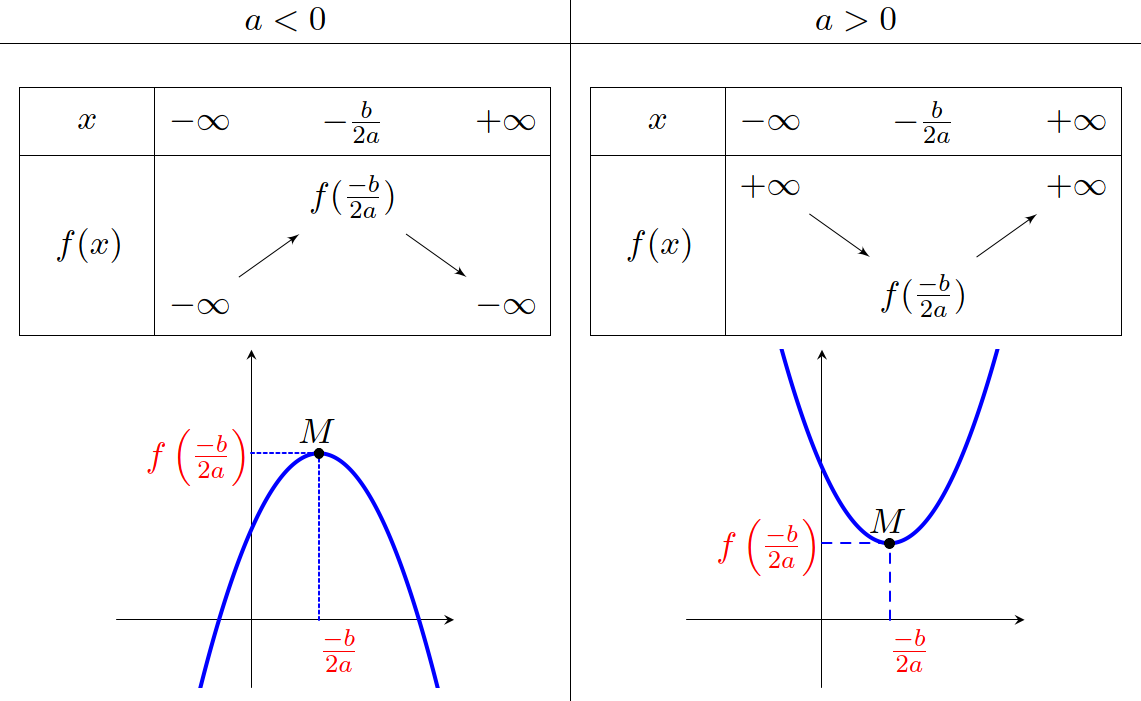 a < 0
x −∞ −b/2a +∞
f(−b/2a)
f(x)
−∞ −∞
M
f (−b/2a)
−b/2a
a > 0
x −∞ −b/2a +∞
+∞ +∞
f(x)
f(−b/2a)
M
f (−b/2a)
−b/2a